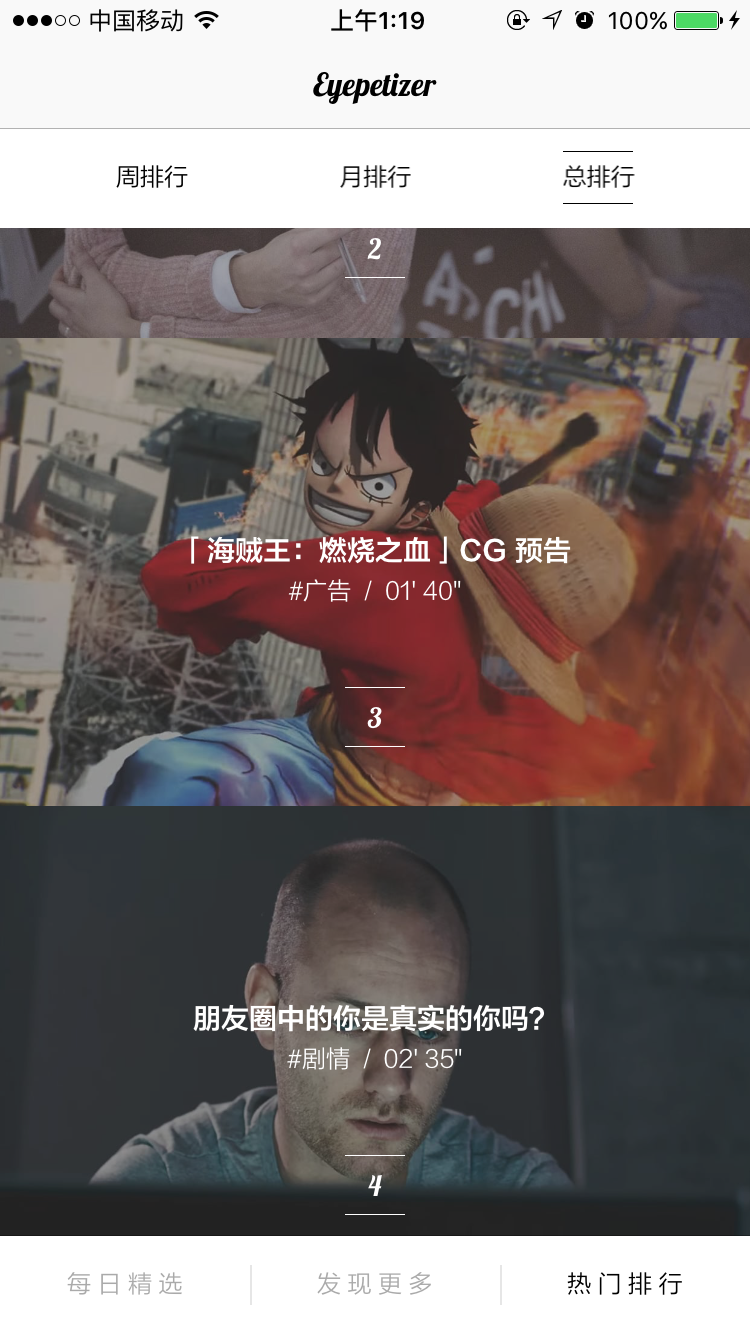 中国移动 上午1:19 100%
Eyepetizer
周排行 月排行 总排行
2
「海贼王：燃烧之血」CG 预告
#广告 / 01' 40"
3
朋友圈中的你是真实的你吗？
#剧情 / 02' 35"
4
每日精选 发现更多 热门排行